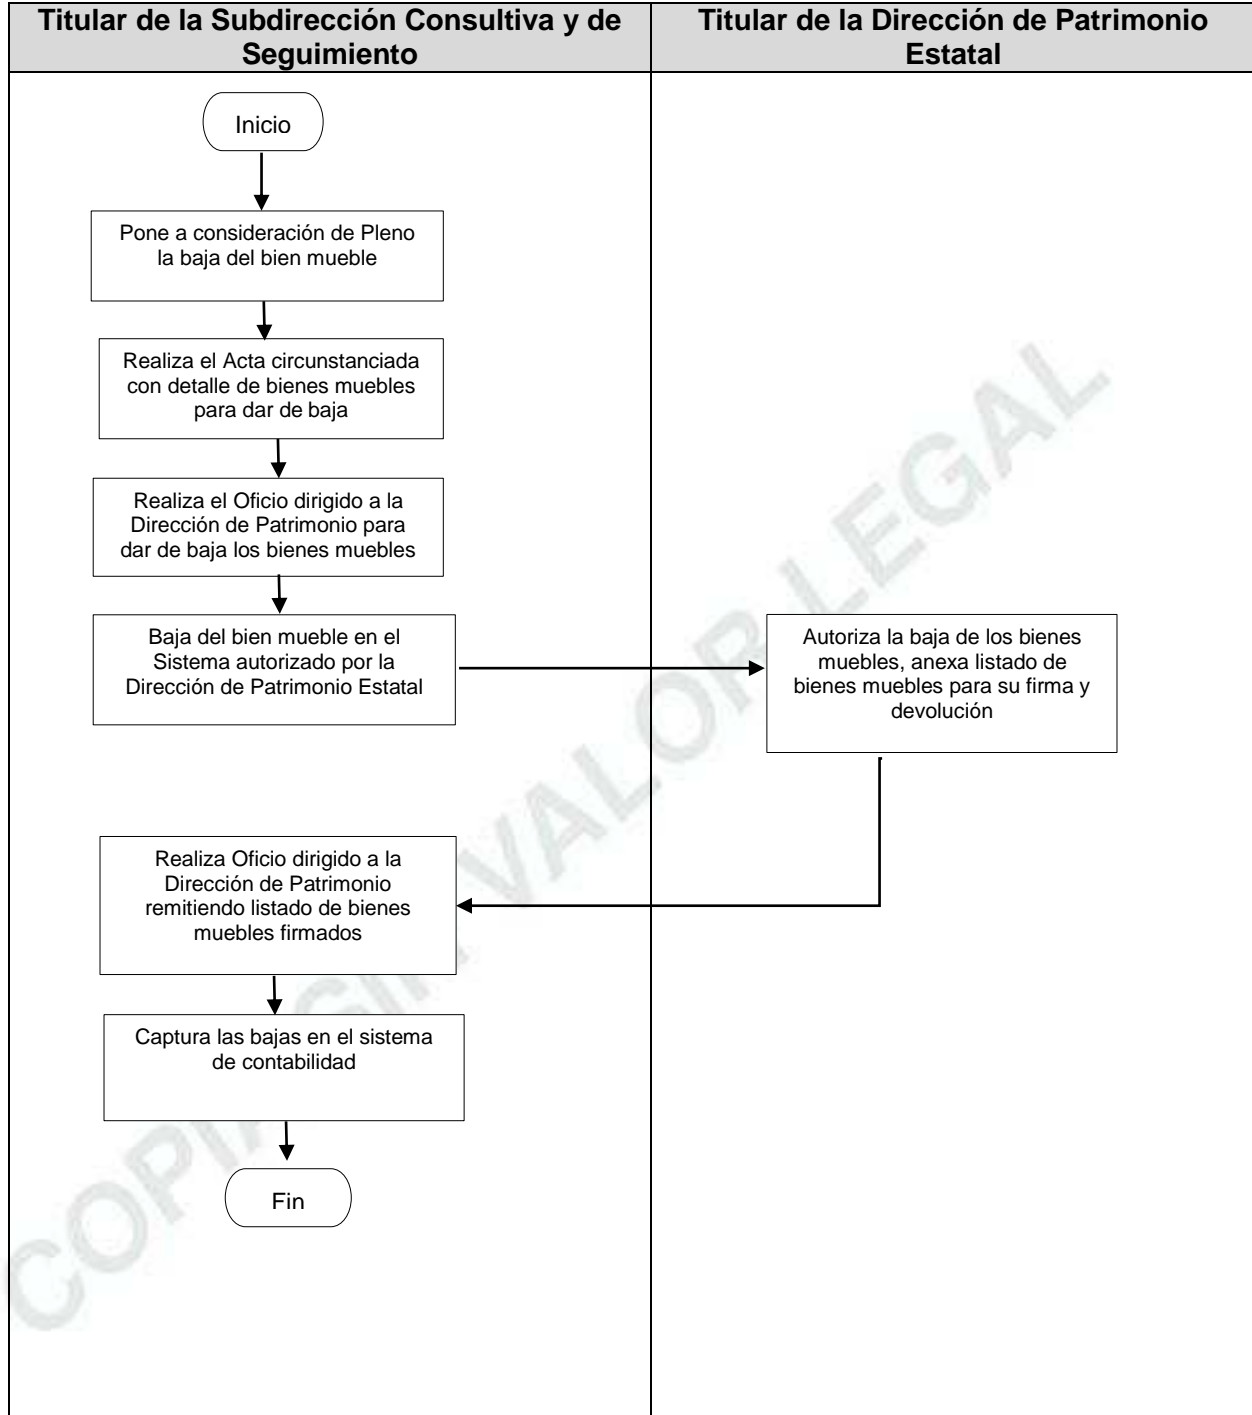 Titular de la Subdirección Consultiva y de
Seguimiento
Titular de la Dirección de Patrimonio
Estatal
Inicio
Pone a consideración de Pleno
la baja del bien mueble
Realiza el Acta circunstanciada
con detalle de bienes muebles
para dar de baja
Realiza el Oficio dirigido a la
Dirección de Patrimonio para
dar de baja los bienes muebles
Baja del bien mueble en el
Sistema autorizado por la
Dirección de Patrimonio Estatal
Autoriza la baja de los bienes
muebles, anexa listado de
bienes muebles para su firma y
devolución
Realiza Oficio dirigido a la
Dirección de Patrimonio
remitiendo listado de bienes
muebles firmados
Captura las bajas en el sistema
de contabilidad
Fin
COPIA SIN VALOR LEGAL